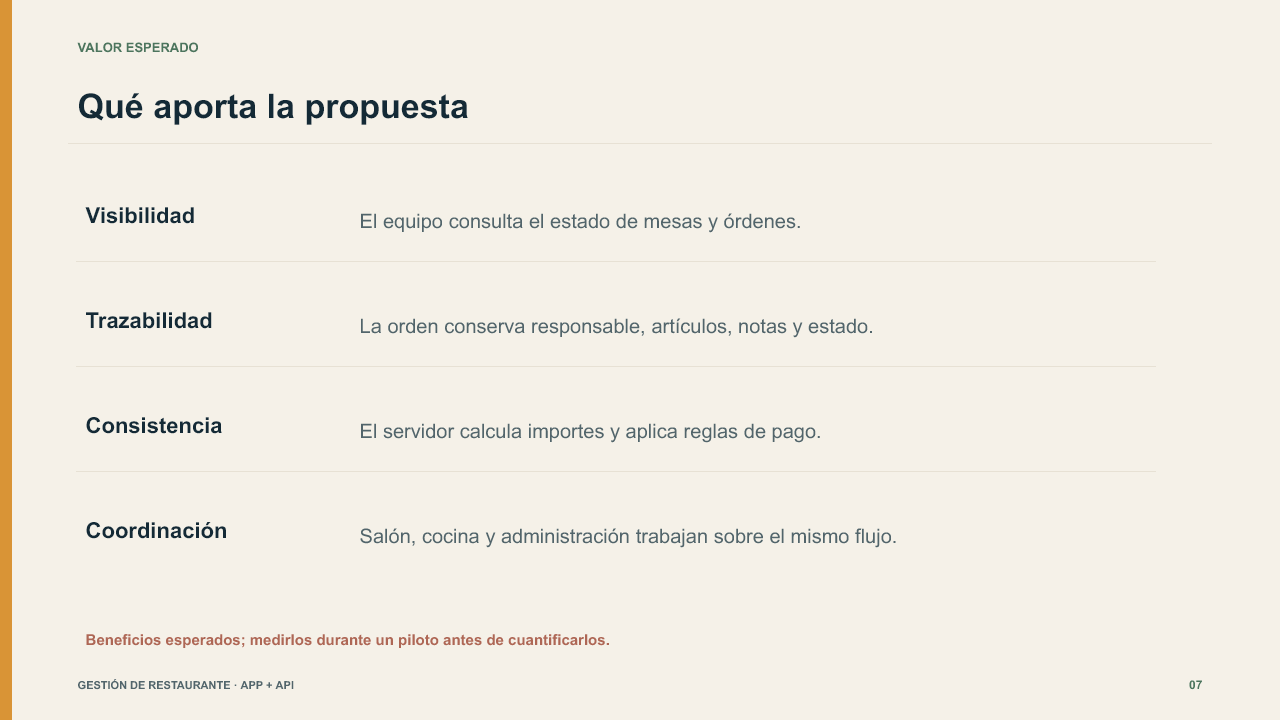 VALOR ESPERADO
Qué aporta la propuesta
Visibilidad
El equipo consulta el estado de mesas y órdenes.
Trazabilidad
La orden conserva responsable, artículos, notas y estado.
Consistencia
El servidor calcula importes y aplica reglas de pago.
Coordinación
Salón, cocina y administración trabajan sobre el mismo flujo.
Beneficios esperados; medirlos durante un piloto antes de cuantificarlos.
GESTIÓN DE RESTAURANTE · APP + API
07